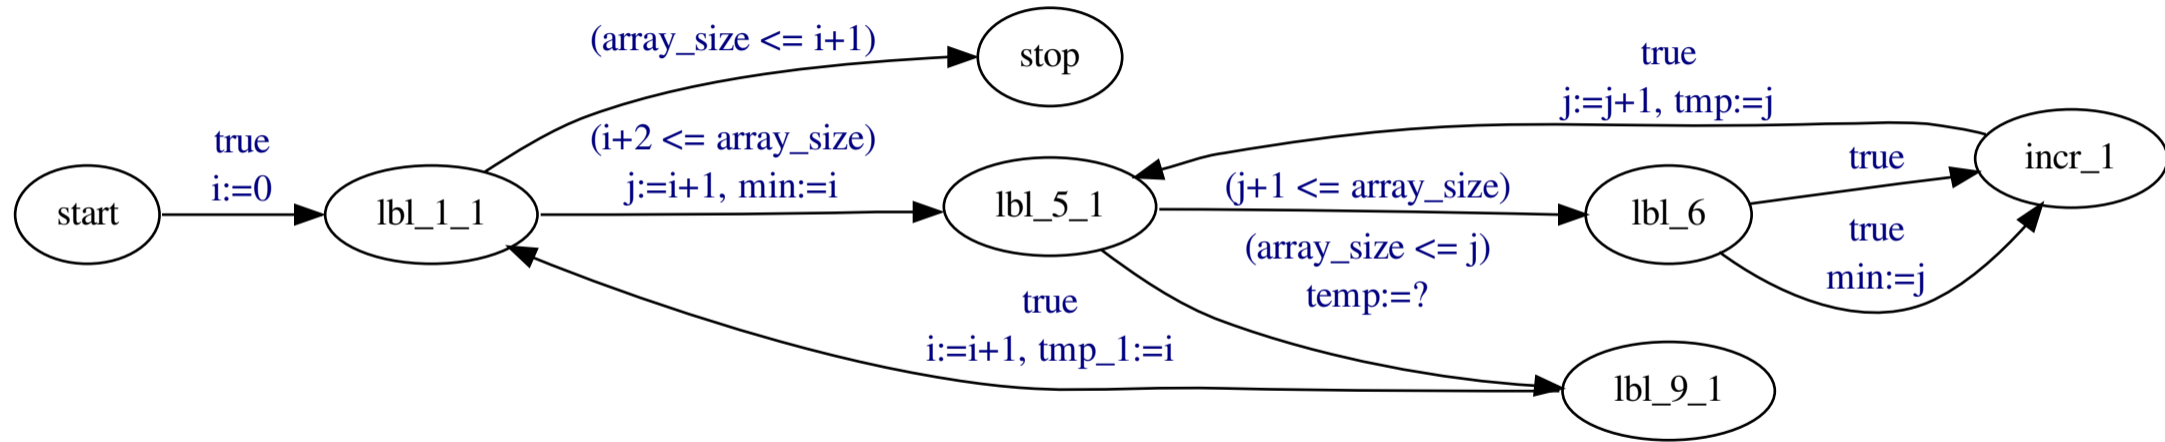 start
true
i:=0
lbl_1_1
(array_size <= i+1)
stop
(i+2 <= array_size)
j:=i+1, min:=i
lbl_5_1
true
j:=j+1, tmp:=j
(j+1 <= array_size)
lbl_6
true
incr_1
true
min:=j
(array_size <= j)
temp:=?
true
i:=i+1, tmp_1:=i
lbl_9_1